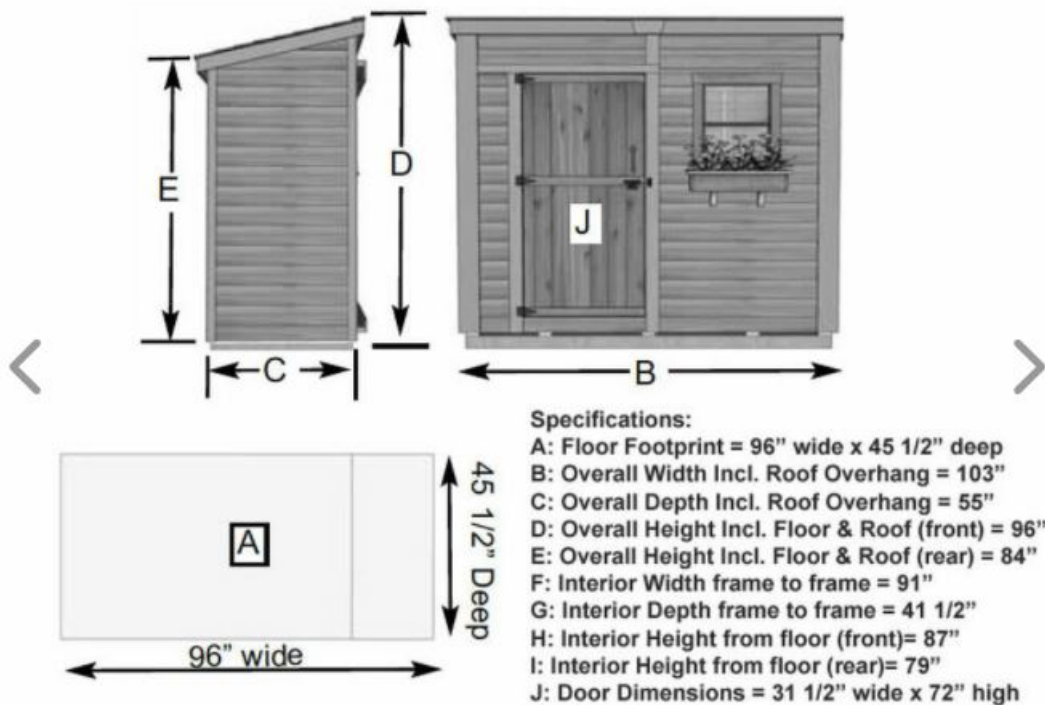 E
D
J
C
B
A
45 1/2” Deep
96” wide
Specifications:
A: Floor Footprint = 96” wide x 45 1/2” deep
B: Overall Width Incl. Roof Overhang = 103”
C: Overall Depth Incl. Roof Overhang = 55”
D: Overall Height Incl. Floor & Roof (front) = 96”
E: Overall Height Incl. Floor & Roof (rear) = 84”
F: Interior Width frame to frame = 91”
G: Interior Depth frame to frame = 41 1/2”
H: Interior Height from floor (front)= 87”
I: Interior Height from floor (rear)= 79”
J: Door Dimensions = 31 1/2” wide x 72” high